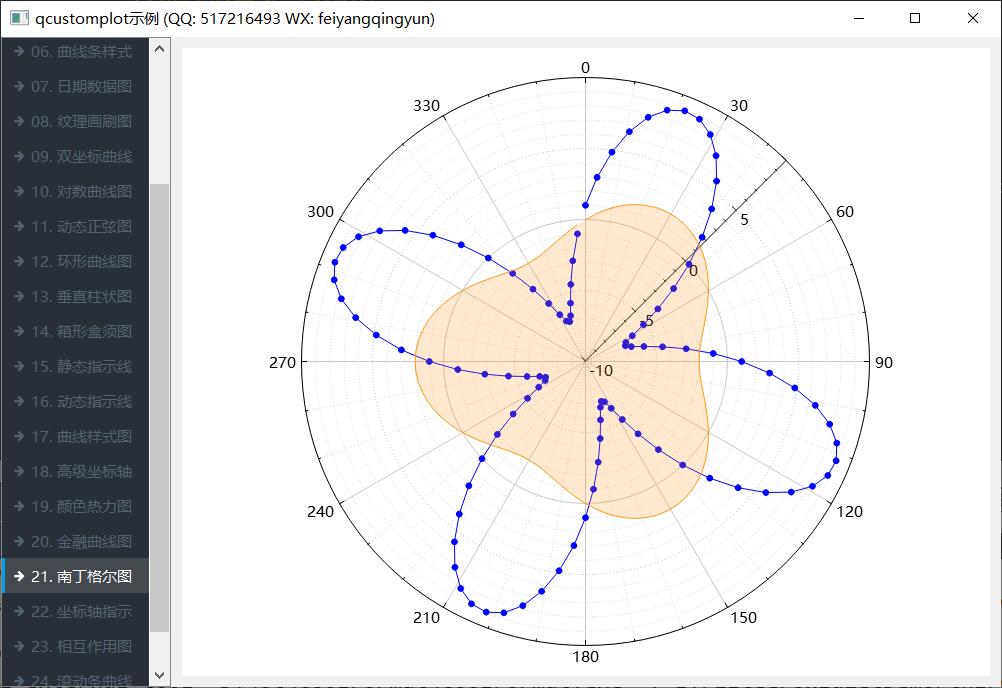 qcustomplot示例 (QQ: 517216493 WX: feiyangqingyun)
06. 曲线条样式
07. 日期数据图
08. 纹理画刷图
09. 双坐标曲线
10. 对数曲线图
11. 动态正弦图
12. 环形曲线图
13. 垂直柱状图
14. 箱形盒须图
15. 静态指示线
16. 动态指示线
17. 曲线样式图
18. 高级坐标轴
19. 颜色热力图
20. 金融曲线图
21. 南丁格尔图
22. 坐标轴指示
23. 相互作用图
24. 滚动条曲线
0
30
60
90
120
150
180
210
240
270
300
330
5
0
-5
-10